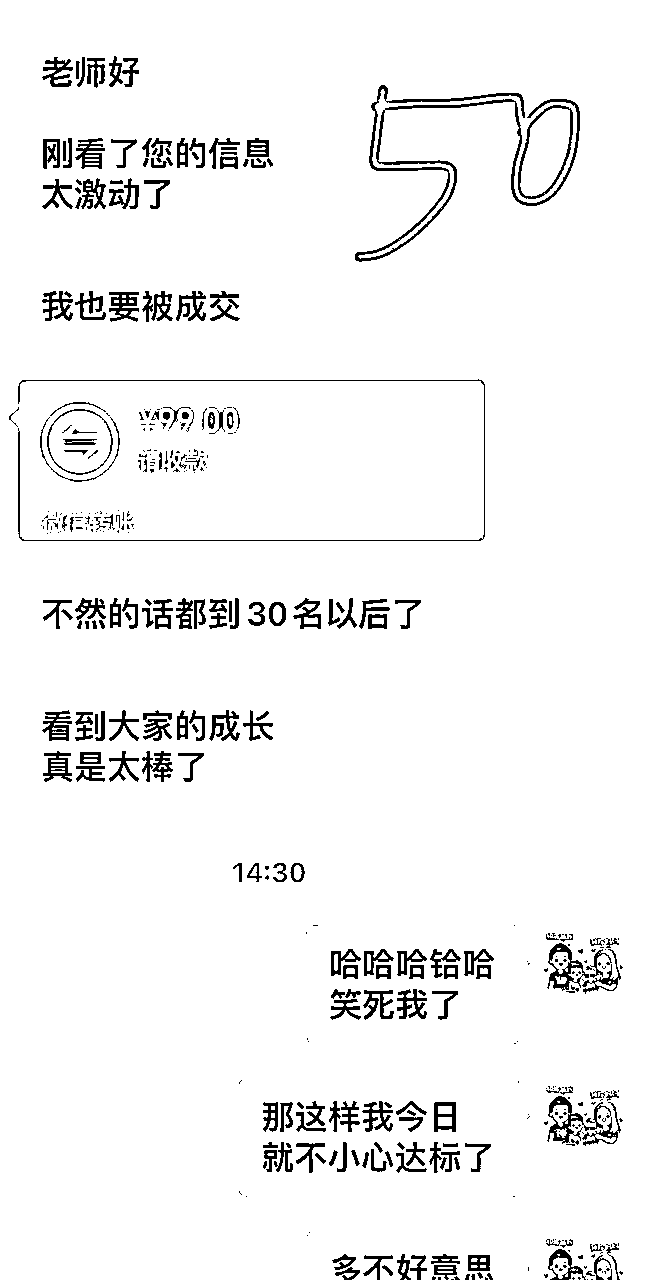 老师好
50
刚看了您的信息
太激动了
我也要被成交
¥99.00
请收款
微信转账
不然的话都到30名以后了
看到大家的成长
真是太棒了
14:30
哈哈哈铪哈
笑死我了
那这样我今日
就不小心达标了
多不好意思